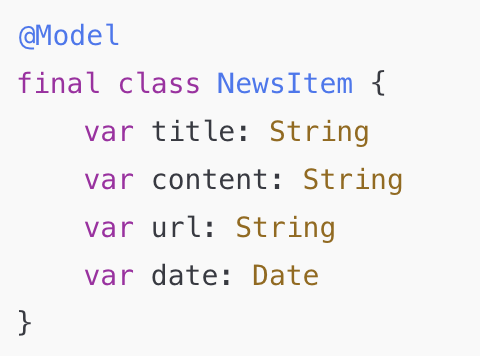 @Model
final class NewsItem {
    var title: String
    var content: String
    var url: String
    var date: Date
}